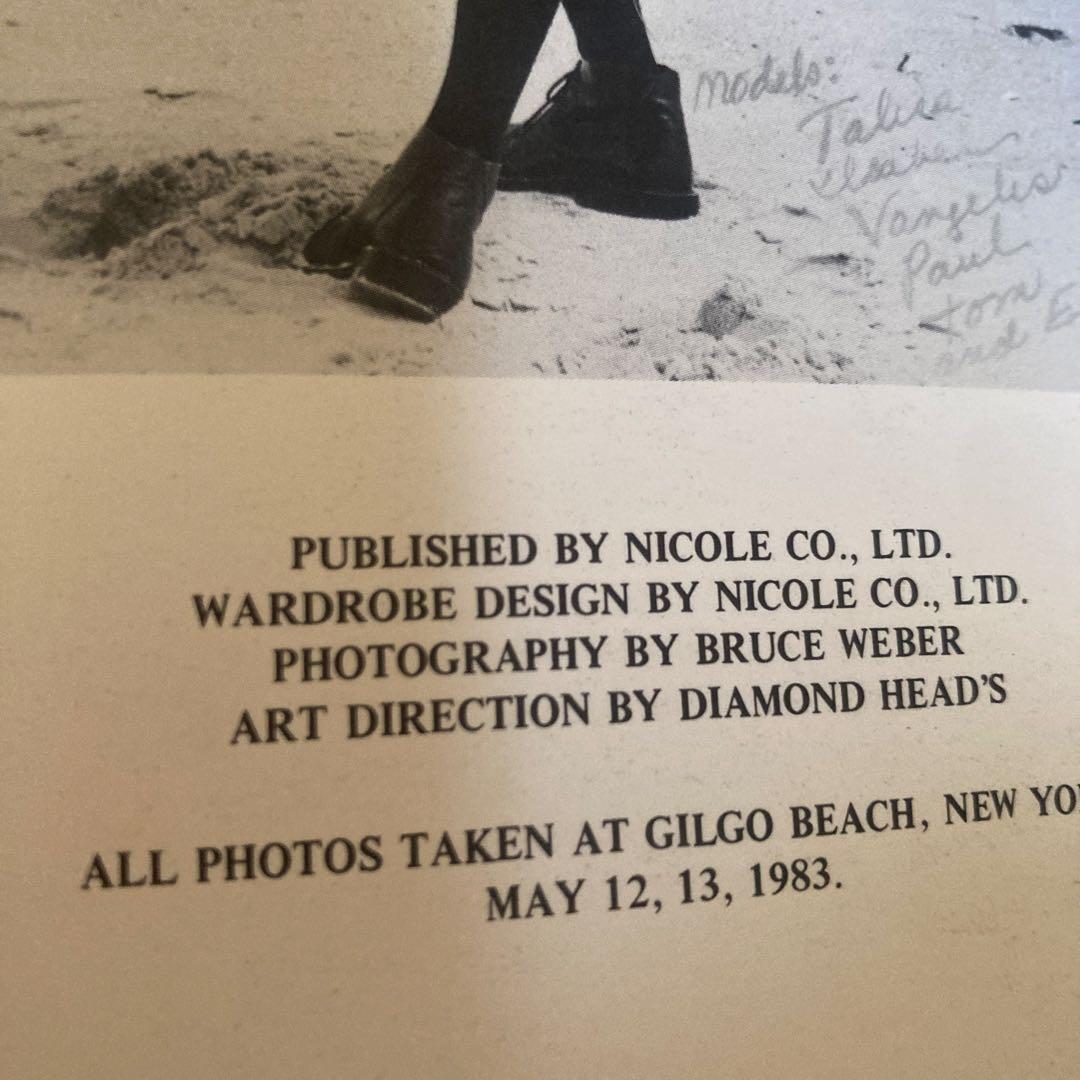 models:
Talisa
Vangelis
Paul
Tom
and E
PUBLISHED BY NICOLE CO., LTD.
WARDROBE DESIGN BY NICOLE CO., LTD.
PHOTOGRAPHY BY BRUCE WEBER
ART DIRECTION BY DIAMOND HEAD'S
ALL PHOTOS TAKEN AT GILGO BEACH, NEW YO
MAY 12, 13, 1983.